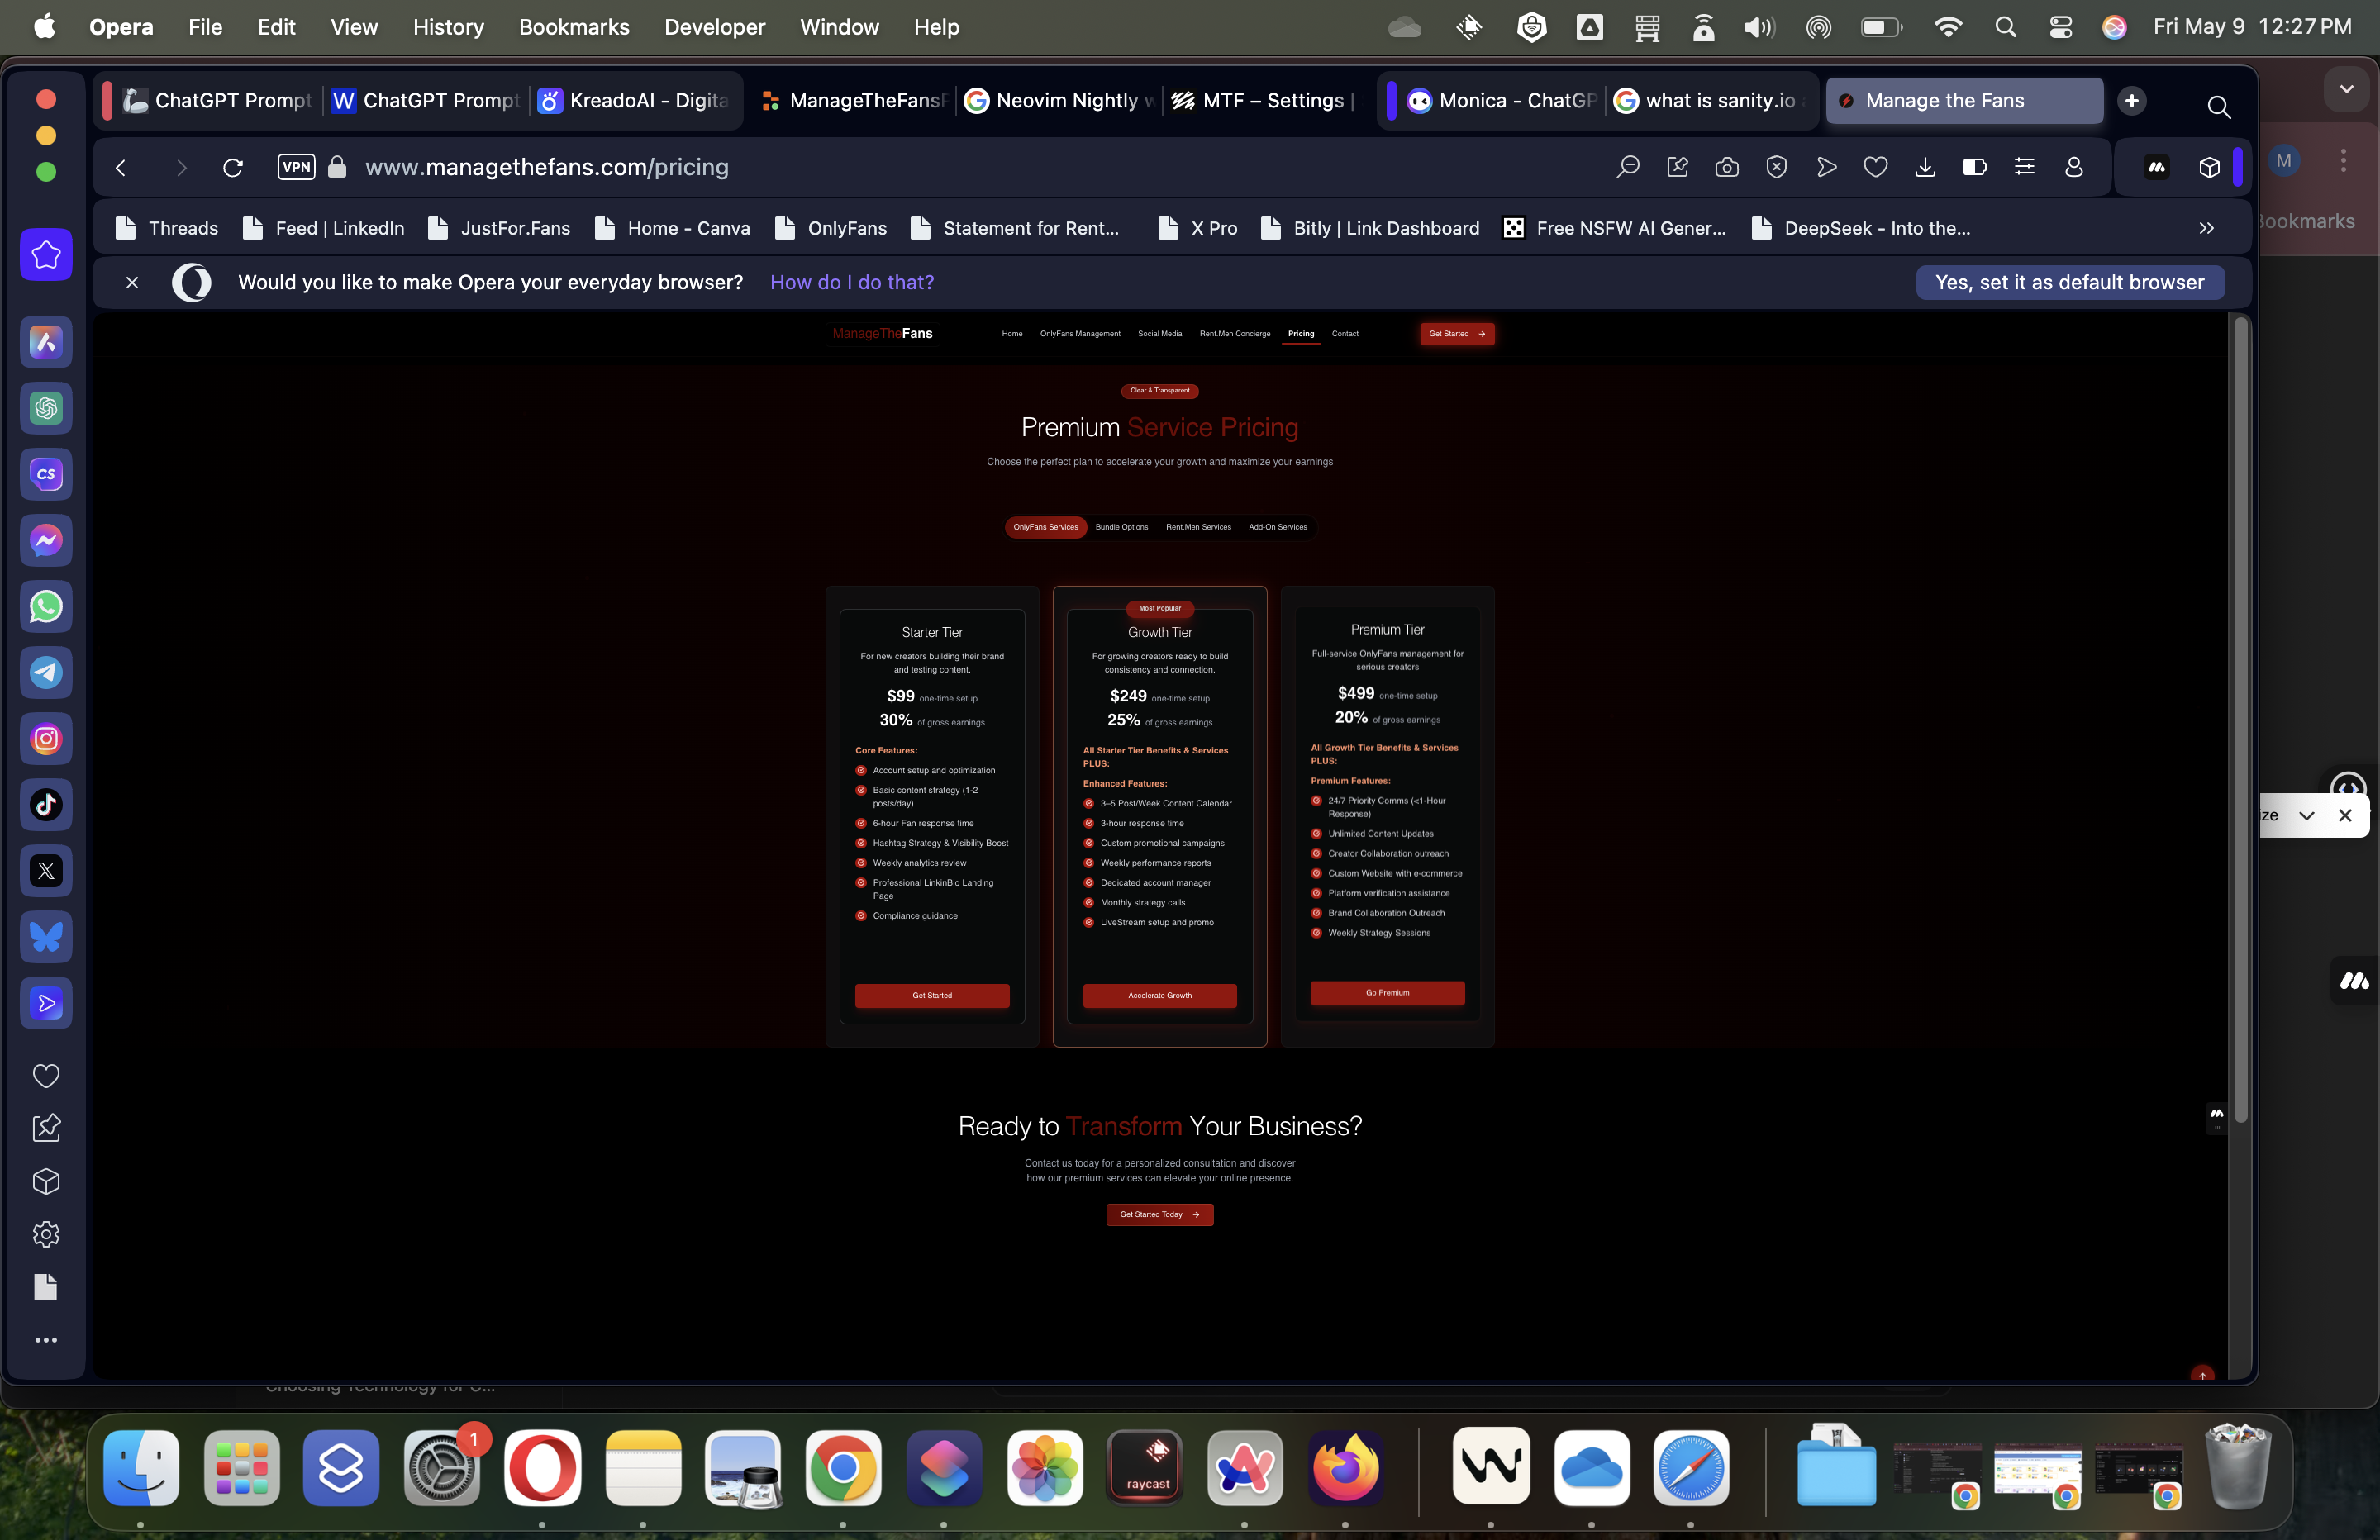 Opera File Edit View History Bookmarks Developer Window Help Fri May 9 12:27 PM
ChatGPT Prompt W ChatGPT Prompt KreadoAI - Digita ManageTheFansP Neovim Nightly w MTF – Settings | Monica - ChatGP what is sanity.io Manage the Fans
VPN www.managethefans.com/pricing
M
Threads Feed | LinkedIn JustFor.Fans Home - Canva OnlyFans Statement for Rent... X Pro Bitly | Link Dashboard Free NSFW AI Gener... DeepSeek - Into the...
Bookmarks
Would you like to make Opera your everyday browser? How do I do that? Yes, set it as default browser
ManageTheFans Home OnlyFans Management Social Media Rent.Men Concierge Pricing Contact Get Started
CS
Clear & Transparent
Premium Service Pricing
Choose the perfect plan to accelerate your growth and maximize your earnings
OnlyFans Services Bundle Options Rent.Men Services Add-On Services
Starter Tier
For new creators building their brand
and testing content.
$99 one-time setup
30% of gross earnings
Core Features:
Account setup and optimization
Basic content strategy (1-2
posts/day)
6-hour Fan response time
Hashtag Strategy & Visibility Boost
Weekly analytics review
Professional LinkinBio Landing
Page
Compliance guidance
Get Started
Most Popular
Growth Tier
For growing creators ready to build
consistency and connection.
$249 one-time setup
25% of gross earnings
All Starter Tier Benefits & Services
PLUS:
Enhanced Features:
3–5 Post/Week Content Calendar
3-hour response time
Custom promotional campaigns
Weekly performance reports
Dedicated account manager
Monthly strategy calls
LiveStream setup and promo
Accelerate Growth
Premium Tier
Full-service OnlyFans management for
serious creators
$499 one-time setup
20% of gross earnings
All Growth Tier Benefits & Services
PLUS:
Premium Features:
24/7 Priority Comms (<1-Hour
Response)
Unlimited Content Updates
Creator Collaboration outreach
Custom Website with e-commerce
Platform verification assistance
Brand Collaboration Outreach
Weekly Strategy Sessions
Go Premium
ize
Ready to Transform Your Business?
Contact us today for a personalized consultation and discover
how our premium services can elevate your online presence.
Get Started Today
Choosing Technology for C...
1
raycast